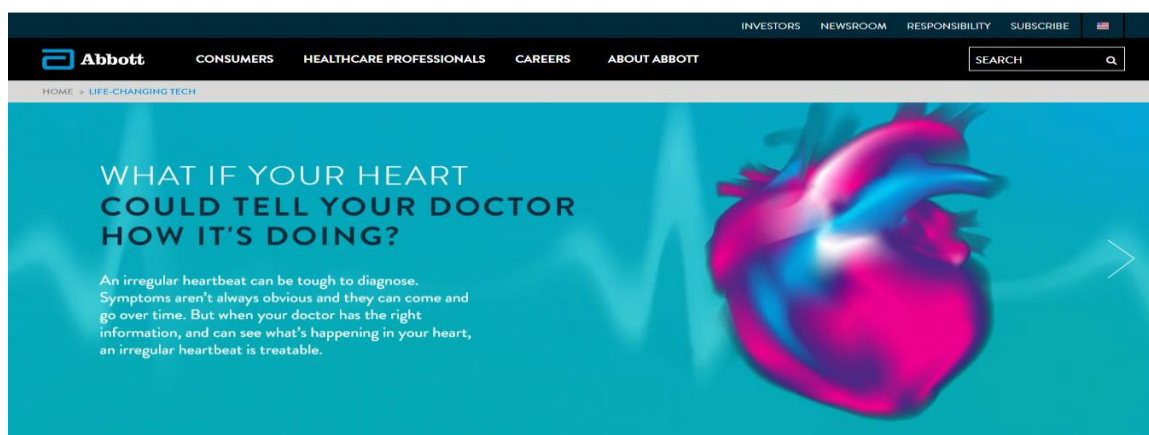 INVESTORS NEWSROOM RESPONSIBILITY SUBSCRIBE
Abbott CONSUMERS HEALTHCARE PROFESSIONALS CAREERS ABOUT ABBOTT SEARCH
HOME > LIFE-CHANGING TECH
WHAT IF YOUR HEART
COULD TELL YOUR DOCTOR
HOW IT'S DOING?
An irregular heartbeat can be tough to diagnose.
Symptoms aren't always obvious and they can come and
go over time. But when your doctor has the right
information, and can see what's happening in your heart,
an irregular heartbeat is treatable.